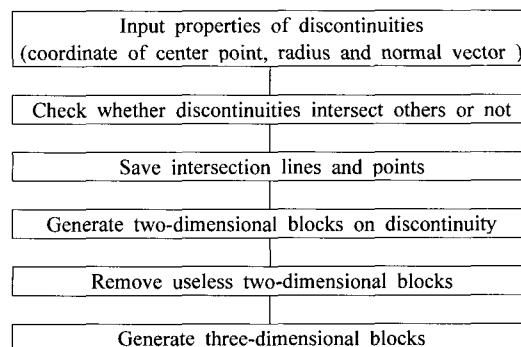 Input properties of discontinuities
(coordinate of center point, radius and normal vector )
Check whether discontinuities intersect others or not
Save intersection lines and points
Generate two-dimensional blocks on discontinuity
Remove useless two-dimensional blocks
Generate three-dimensional blocks